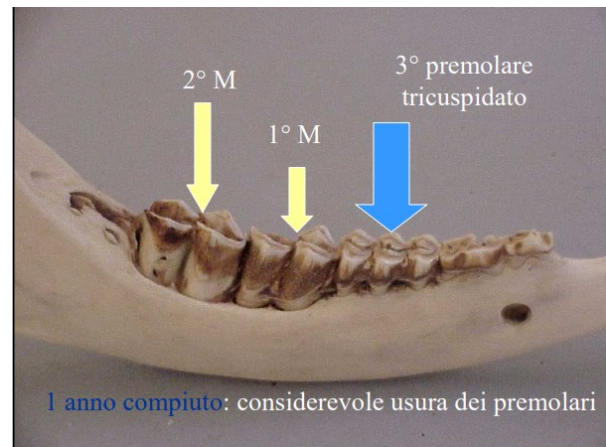 2° M
1° M
3° premolare
tricuspidato
1 anno compiuto: considerevole usura dei premolari